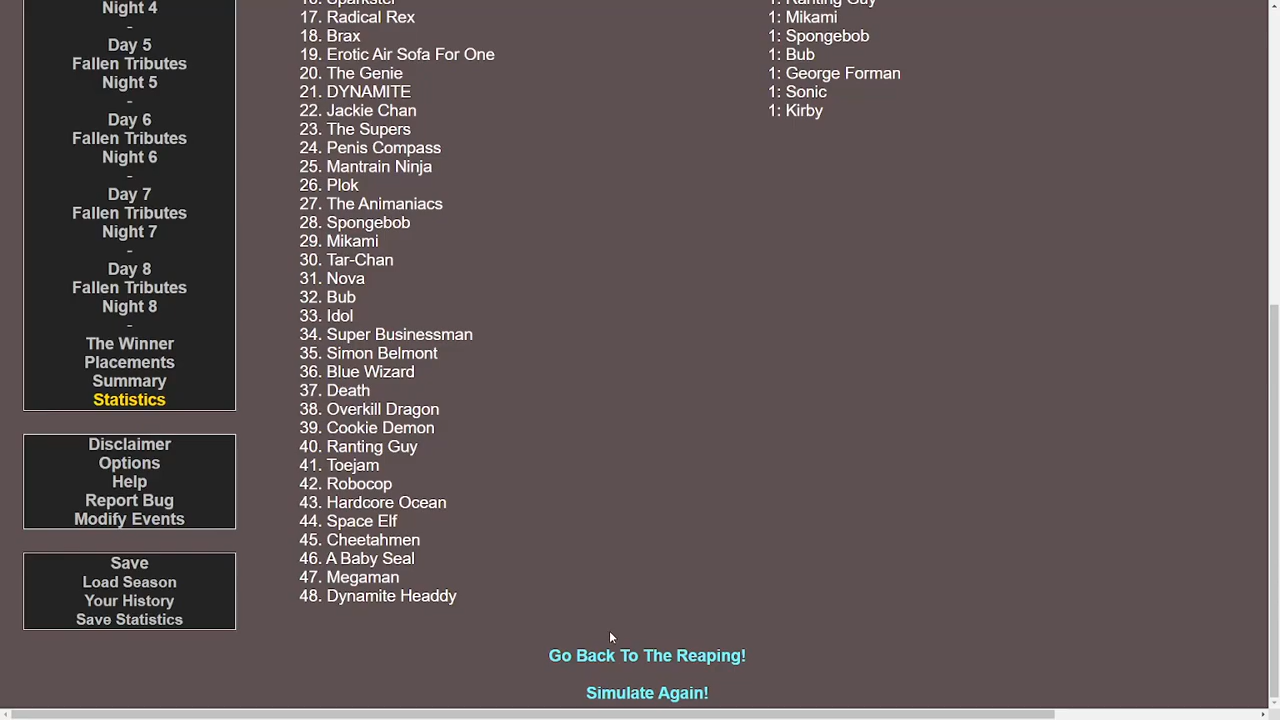 Night 4
-
Day 5
Fallen Tributes
Night 5
-
Day 6
Fallen Tributes
Night 6
-
Day 7
Fallen Tributes
Night 7
-
Day 8
Fallen Tributes
Night 8
-
The Winner
Placements
Summary
Statistics
Disclaimer
Options
Help
Report Bug
Modify Events
Save
Load Season
Your History
Save Statistics
16. Sparkster
17. Radical Rex
18. Brax
19. Erotic Air Sofa For One
20. The Genie
21. DYNAMITE
22. Jackie Chan
23. The Supers
24. Penis Compass
25. Mantrain Ninja
26. Plok
27. The Animaniacs
28. Spongebob
29. Mikami
30. Tar-Chan
31. Nova
32. Bub
33. Idol
34. Super Businessman
35. Simon Belmont
36. Blue Wizard
37. Death
38. Overkill Dragon
39. Cookie Demon
40. Ranting Guy
41. Toejam
42. Robocop
43. Hardcore Ocean
44. Space Elf
45. Cheetahmen
46. A Baby Seal
47. Megaman
48. Dynamite Headdy
1: Ranting Guy
1: Mikami
1: Spongebob
1: Bub
1: George Forman
1: Sonic
1: Kirby
Go Back To The Reaping!
Simulate Again!